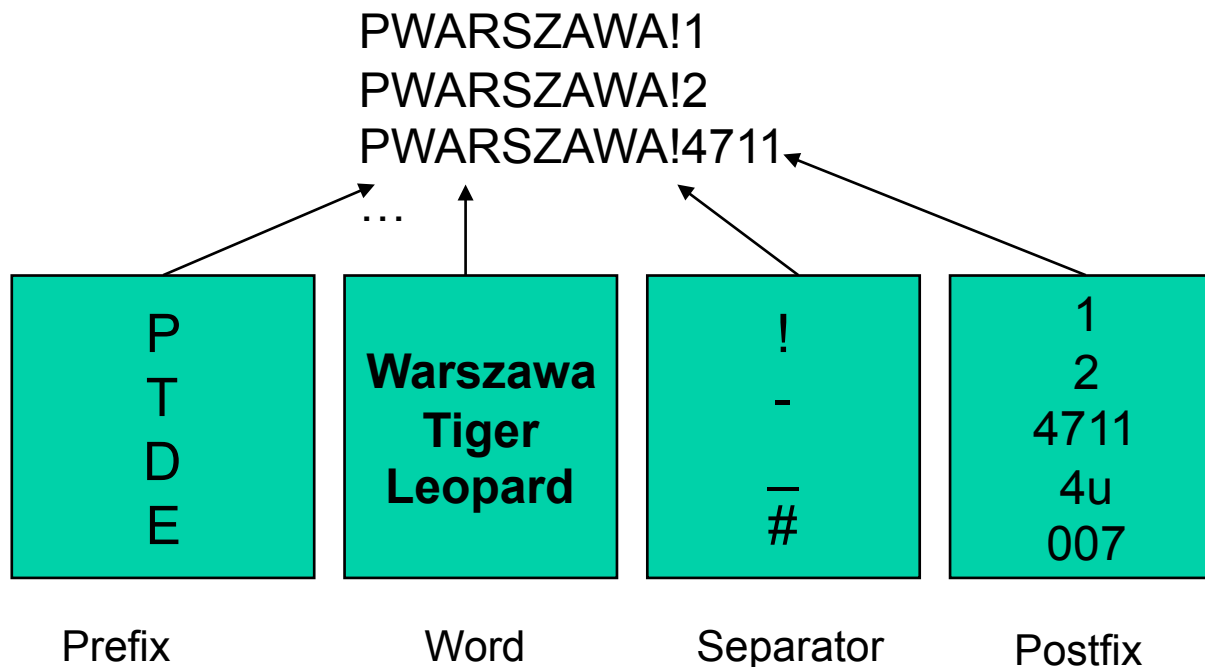 PWARSZAWA!1
PWARSZAWA!2
PWARSZAWA!4711
…
P
T
D
E
Warszawa
Tiger
Leopard
!
-
_
#
1
2
4711
4u
007
Prefix
Word
Separator
Postfix